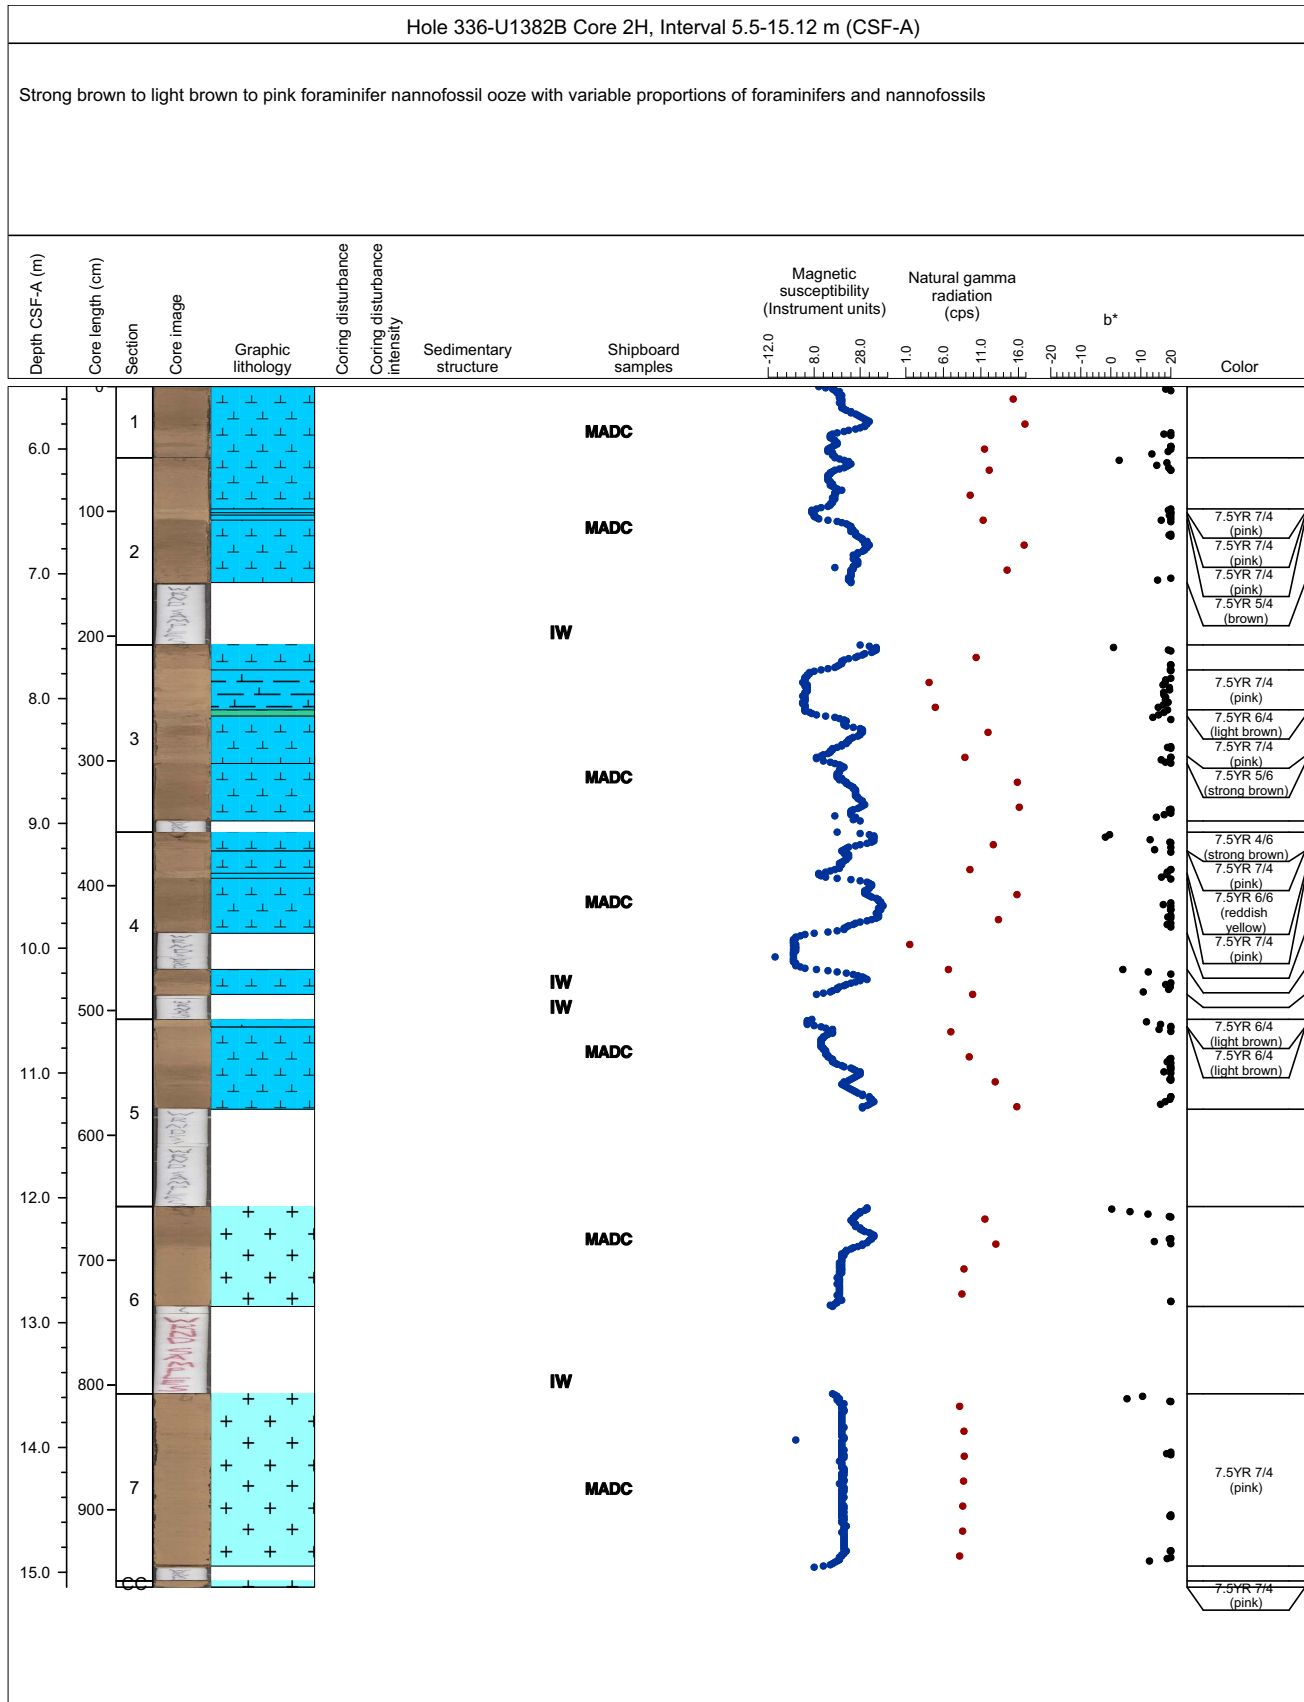 Hole 336-U1382B Core 2H, Interval 5.5-15.12 m (CSF-A)
Strong brown to light brown to pink foraminifer nannofossil ooze with variable proportions of foraminifers and nannofossils
Depth CSF-A (m)
Core length (cm)
Section
Core image
Graphic
lithology
Coring disturbance
Coring disturbance
intensity
Sedimentary
structure
Shipboard
samples
Magnetic
susceptibility
(Instrument units)
-12.0 8.0 28.0
Natural gamma
radiation
(cps)
1.0 6.0 11.0 16.0
b*
-20 -10 0 10 20
Color
0
1
MADC
6.0
100
MADC
2
7.5YR 7/4
(pink)
7.5YR 7/4
(pink)
7.0
7.5YR 7/4
(pink)
7.5YR 5/4
(brown)
200
IW
7.5YR 7/4
(pink)
8.0
7.5YR 6/4
(light brown)
3
7.5YR 7/4
(pink)
300
MADC
7.5YR 5/6
(strong brown)
9.0
7.5YR 4/6
(strong brown)
7.5YR 7/4
(pink)
400
MADC
7.5YR 6/6
(reddish
yellow)
4
10.0
7.5YR 7/4
(pink)
IW
500
IW
7.5YR 6/4
(light brown)
MADC
7.5YR 6/4
(light brown)
11.0
5
600
12.0
MADC
700
6
13.0
800
IW
14.0
7
MADC
7.5YR 7/4
(pink)
900
15.0
CC
7.5YR 7/4
(pink)